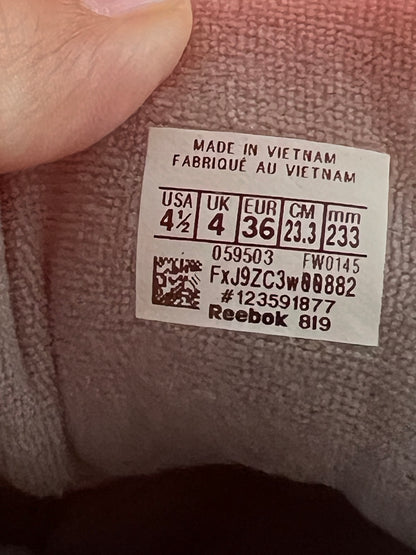 MADE IN VIETNAM
FABRIQUÉ AU VIETNAM
USA UK EUR CM mm
4½ 4 36 23.3 233
059503 FW0145
FxJ9ZC3w00882
#123591877
Reebok 819